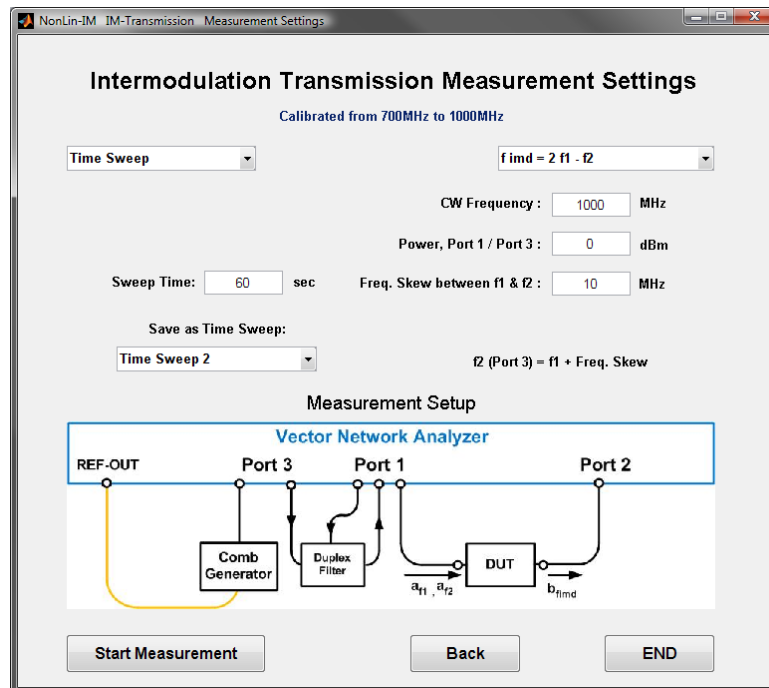 NonLin-IM IM-Transmission Measurement Settings
Intermodulation Transmission Measurement Settings
Calibrated from 700MHz to 1000MHz
Time Sweep
f imd = 2 f1 - f2
CW Frequency : 1000 MHz
Power, Port 1 / Port 3 : 0 dBm
Sweep Time: 60 sec
Freq. Skew between f1 & f2 : 10 MHz
Save as Time Sweep:
Time Sweep 2
f2 (Port 3) = f1 + Freq. Skew
Measurement Setup
Vector Network Analyzer
REF-OUT
Port 3
Port 1
Port 2
Comb
Generator
Duplex
Filter
DUT
af1 , af2
bfimd
Start Measurement
Back
END